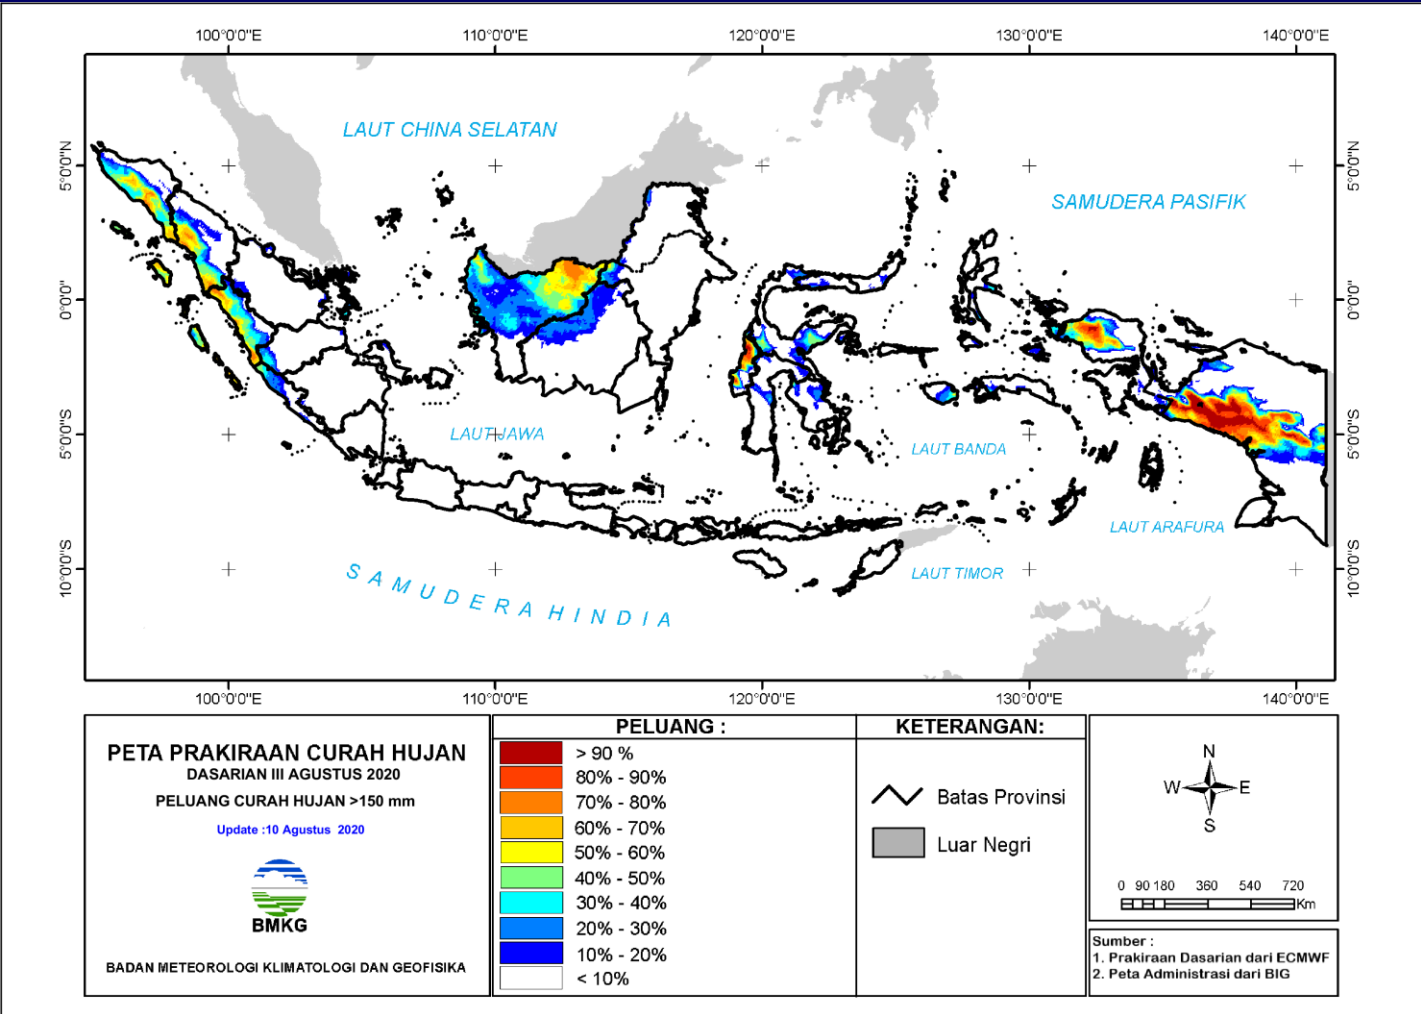 100°0'0"E 110°0'0"E 120°0'0"E 130°0'0"E 140°0'0"E
5°0'0"N
0°0'0"
5°0'0"S
10°0'0"S
LAUT CHINA SELATAN
SAMUDERA PASIFIK
LAUT JAWA
LAUT BANDA
LAUT ARAFURA
LAUT TIMOR
SAMUDERA HINDIA
5°0'0"N
0°0'0"
5°0'0"S
10°0'0"S
100°0'0"E 110°0'0"E 120°0'0"E 130°0'0"E 140°0'0"E
PETA PRAKIRAAN CURAH HUJAN
DASARIAN III AGUSTUS 2020
PELUANG CURAH HUJAN >150 mm
Update :10 Agustus 2020
BMKG
BADAN METEOROLOGI KLIMATOLOGI DAN GEOFISIKA
PELUANG :
> 90 %
80% - 90%
70% - 80%
60% - 70%
50% - 60%
40% - 50%
30% - 40%
20% - 30%
10% - 20%
< 10%
KETERANGAN:
Batas Provinsi
Luar Negri
N
W E
S
0 90 180 360 540 720
Km
Sumber :
1. Prakiraan Dasarian dari ECMWF
2. Peta Administrasi dari BIG